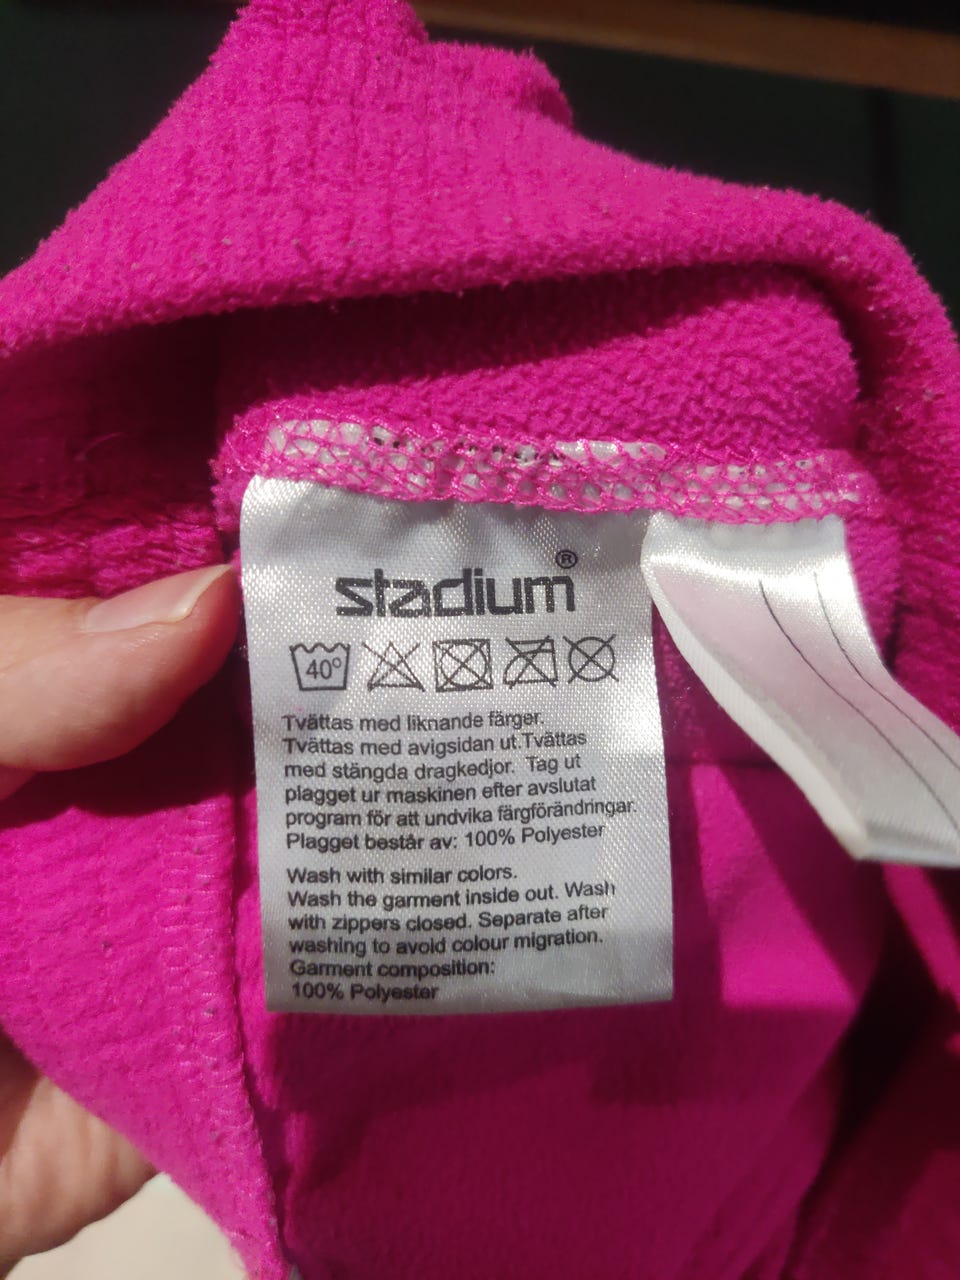 stadium®
40°
Tvättas med liknande färger.
Tvättas med avigsidan ut.Tvättas
med stängda dragkedjor. Tag ut
plagget ur maskinen efter avslutat
program för att undvika färgförändringar.
Plagget består av: 100% Polyester
Wash with similar colors.
Wash the garment inside out. Wash
with zippers closed. Separate after
washing to avoid colour migration.
Garment composition:
100% Polyester